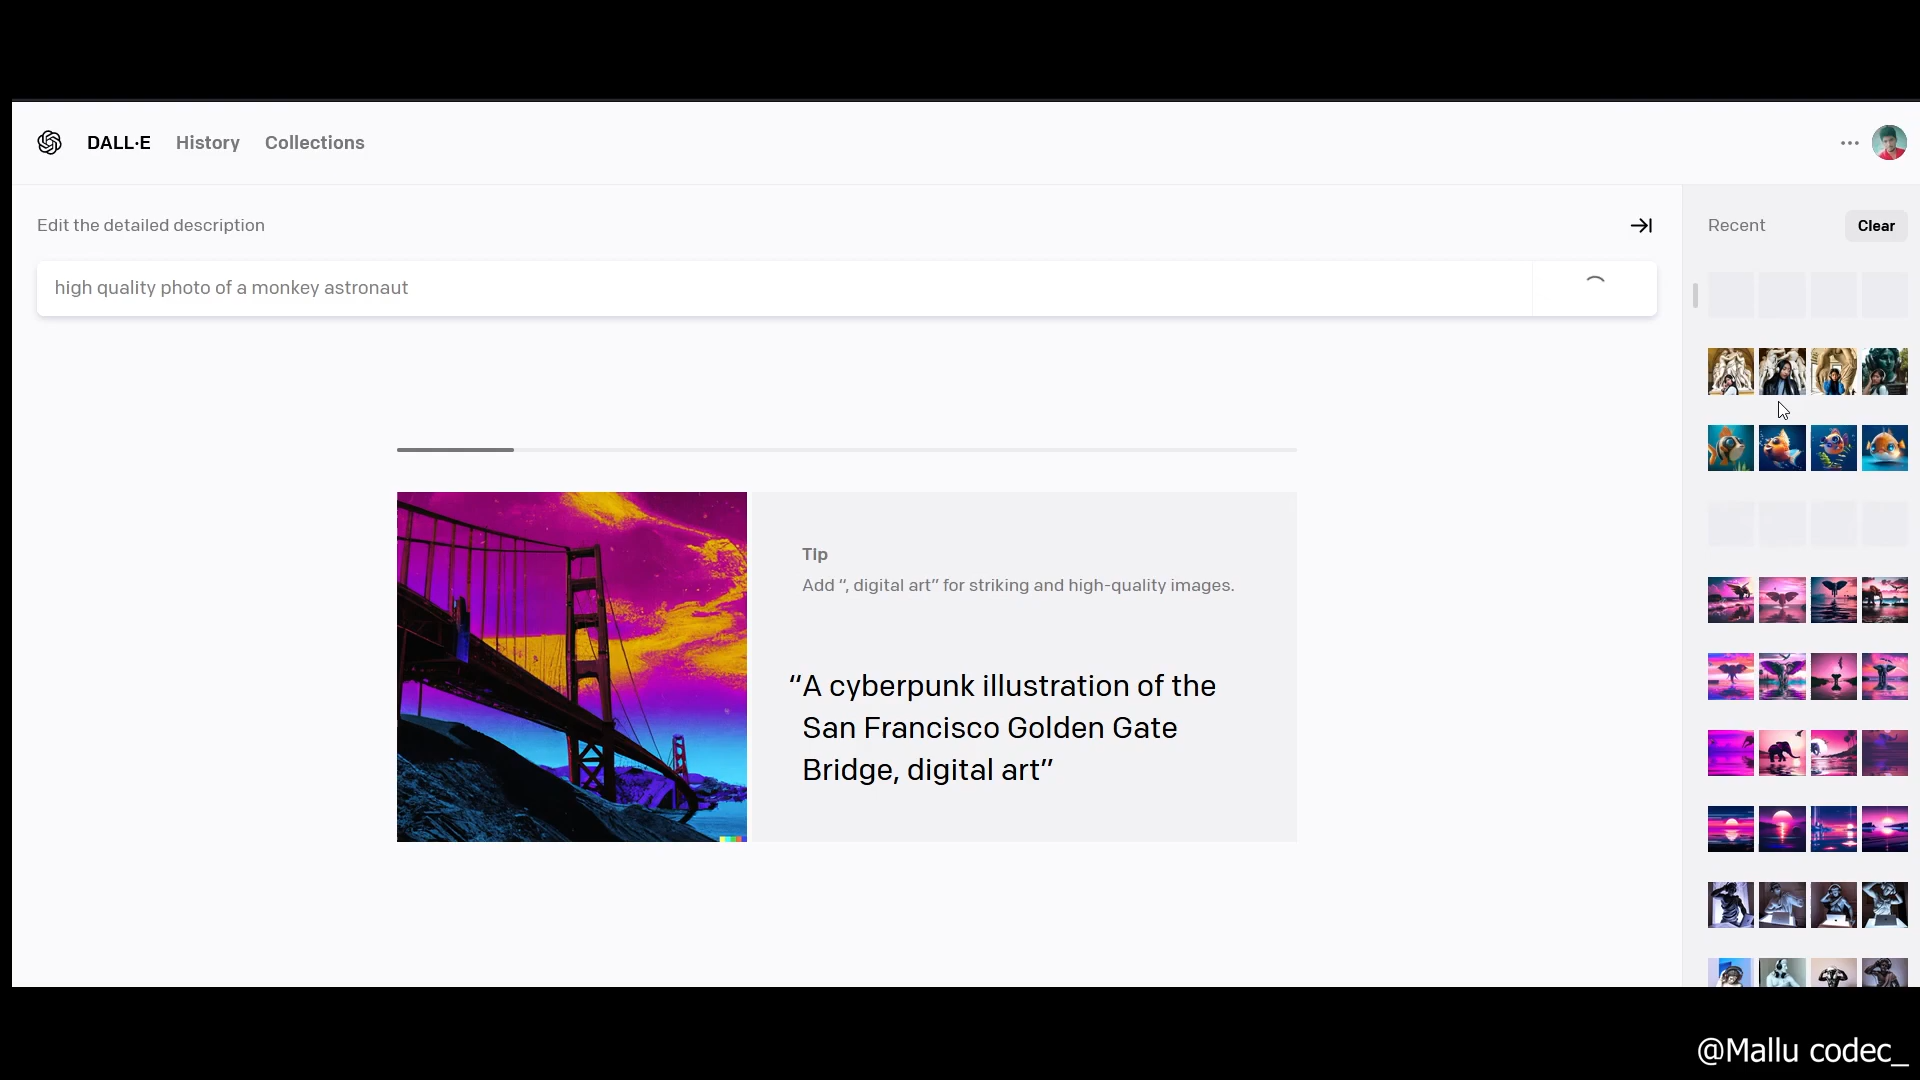 DALL·E History Collections
Edit the detailed description
Recent
Clear
high quality photo of a monkey astronaut
Tip
Add “, digital art” for striking and high-quality images.
“A cyberpunk illustration of the
San Francisco Golden Gate
Bridge, digital art”
@Mallu codec_